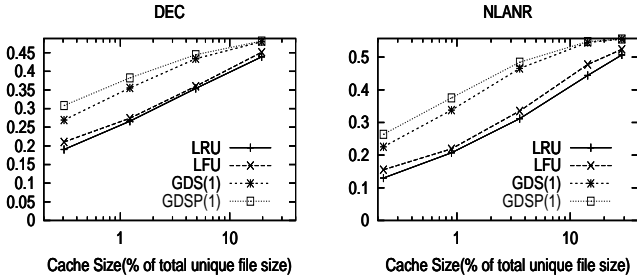 DEC
0.45
0.4
0.35
0.3
0.25
0.2
0.15
0.1
0.05
0
LRU
LFU
GDS(1)
GDSP(1)
1
10
Cache Size(% of total unique file size)
NLANR
0.5
0.4
0.3
0.2
0.1
0
LRU
LFU
GDS(1)
GDSP(1)
1
10
Cache Size(% of total unique file size)